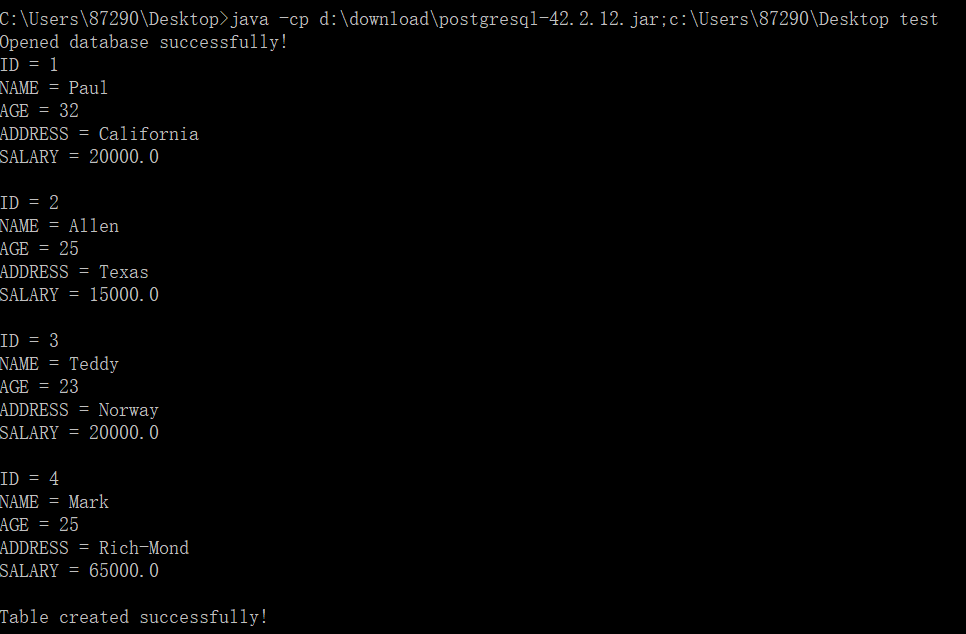 C:\Users\87290\Desktop>java -cp d:\download\postgresql-42.2.12.jar;c:\Users\87290\Desktop test
Opened database successfully!
ID = 1
NAME = Paul
AGE = 32
ADDRESS = California
SALARY = 20000.0
ID = 2
NAME = Allen
AGE = 25
ADDRESS = Texas
SALARY = 15000.0
ID = 3
NAME = Teddy
AGE = 23
ADDRESS = Norway
SALARY = 20000.0
ID = 4
NAME = Mark
AGE = 25
ADDRESS = Rich-Mond
SALARY = 65000.0
Table created successfully!